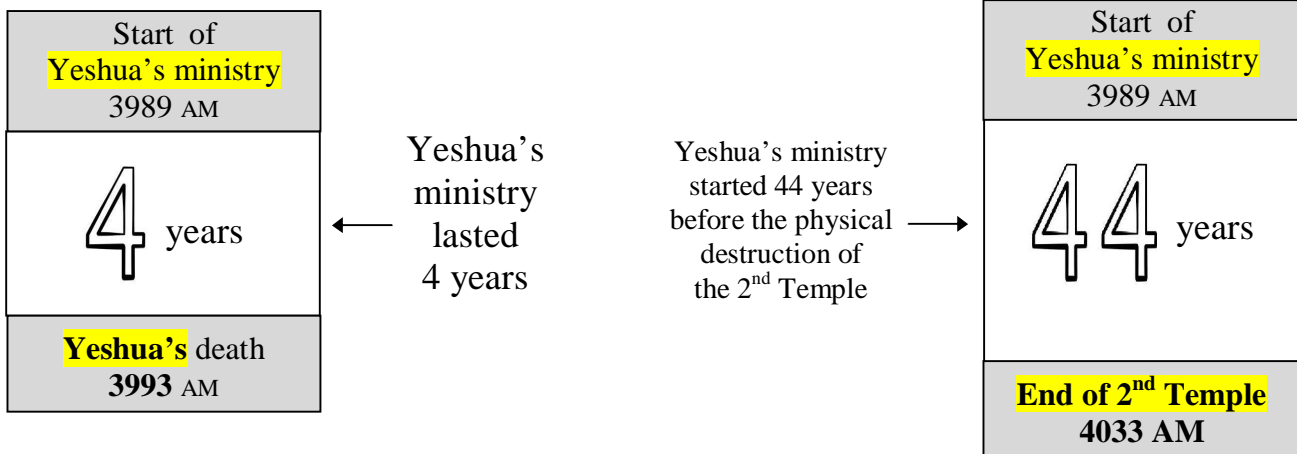 Start of
Yeshua’s ministry
3989 AM
4 years
Yeshua’s death
3993 AM
Yeshua’s
ministry
lasted
4 years
Yeshua’s ministry
started 44 years
before the physical
destruction of
the 2nd Temple
Start of
Yeshua’s ministry
3989 AM
44 years
End of 2nd Temple
4033 AM